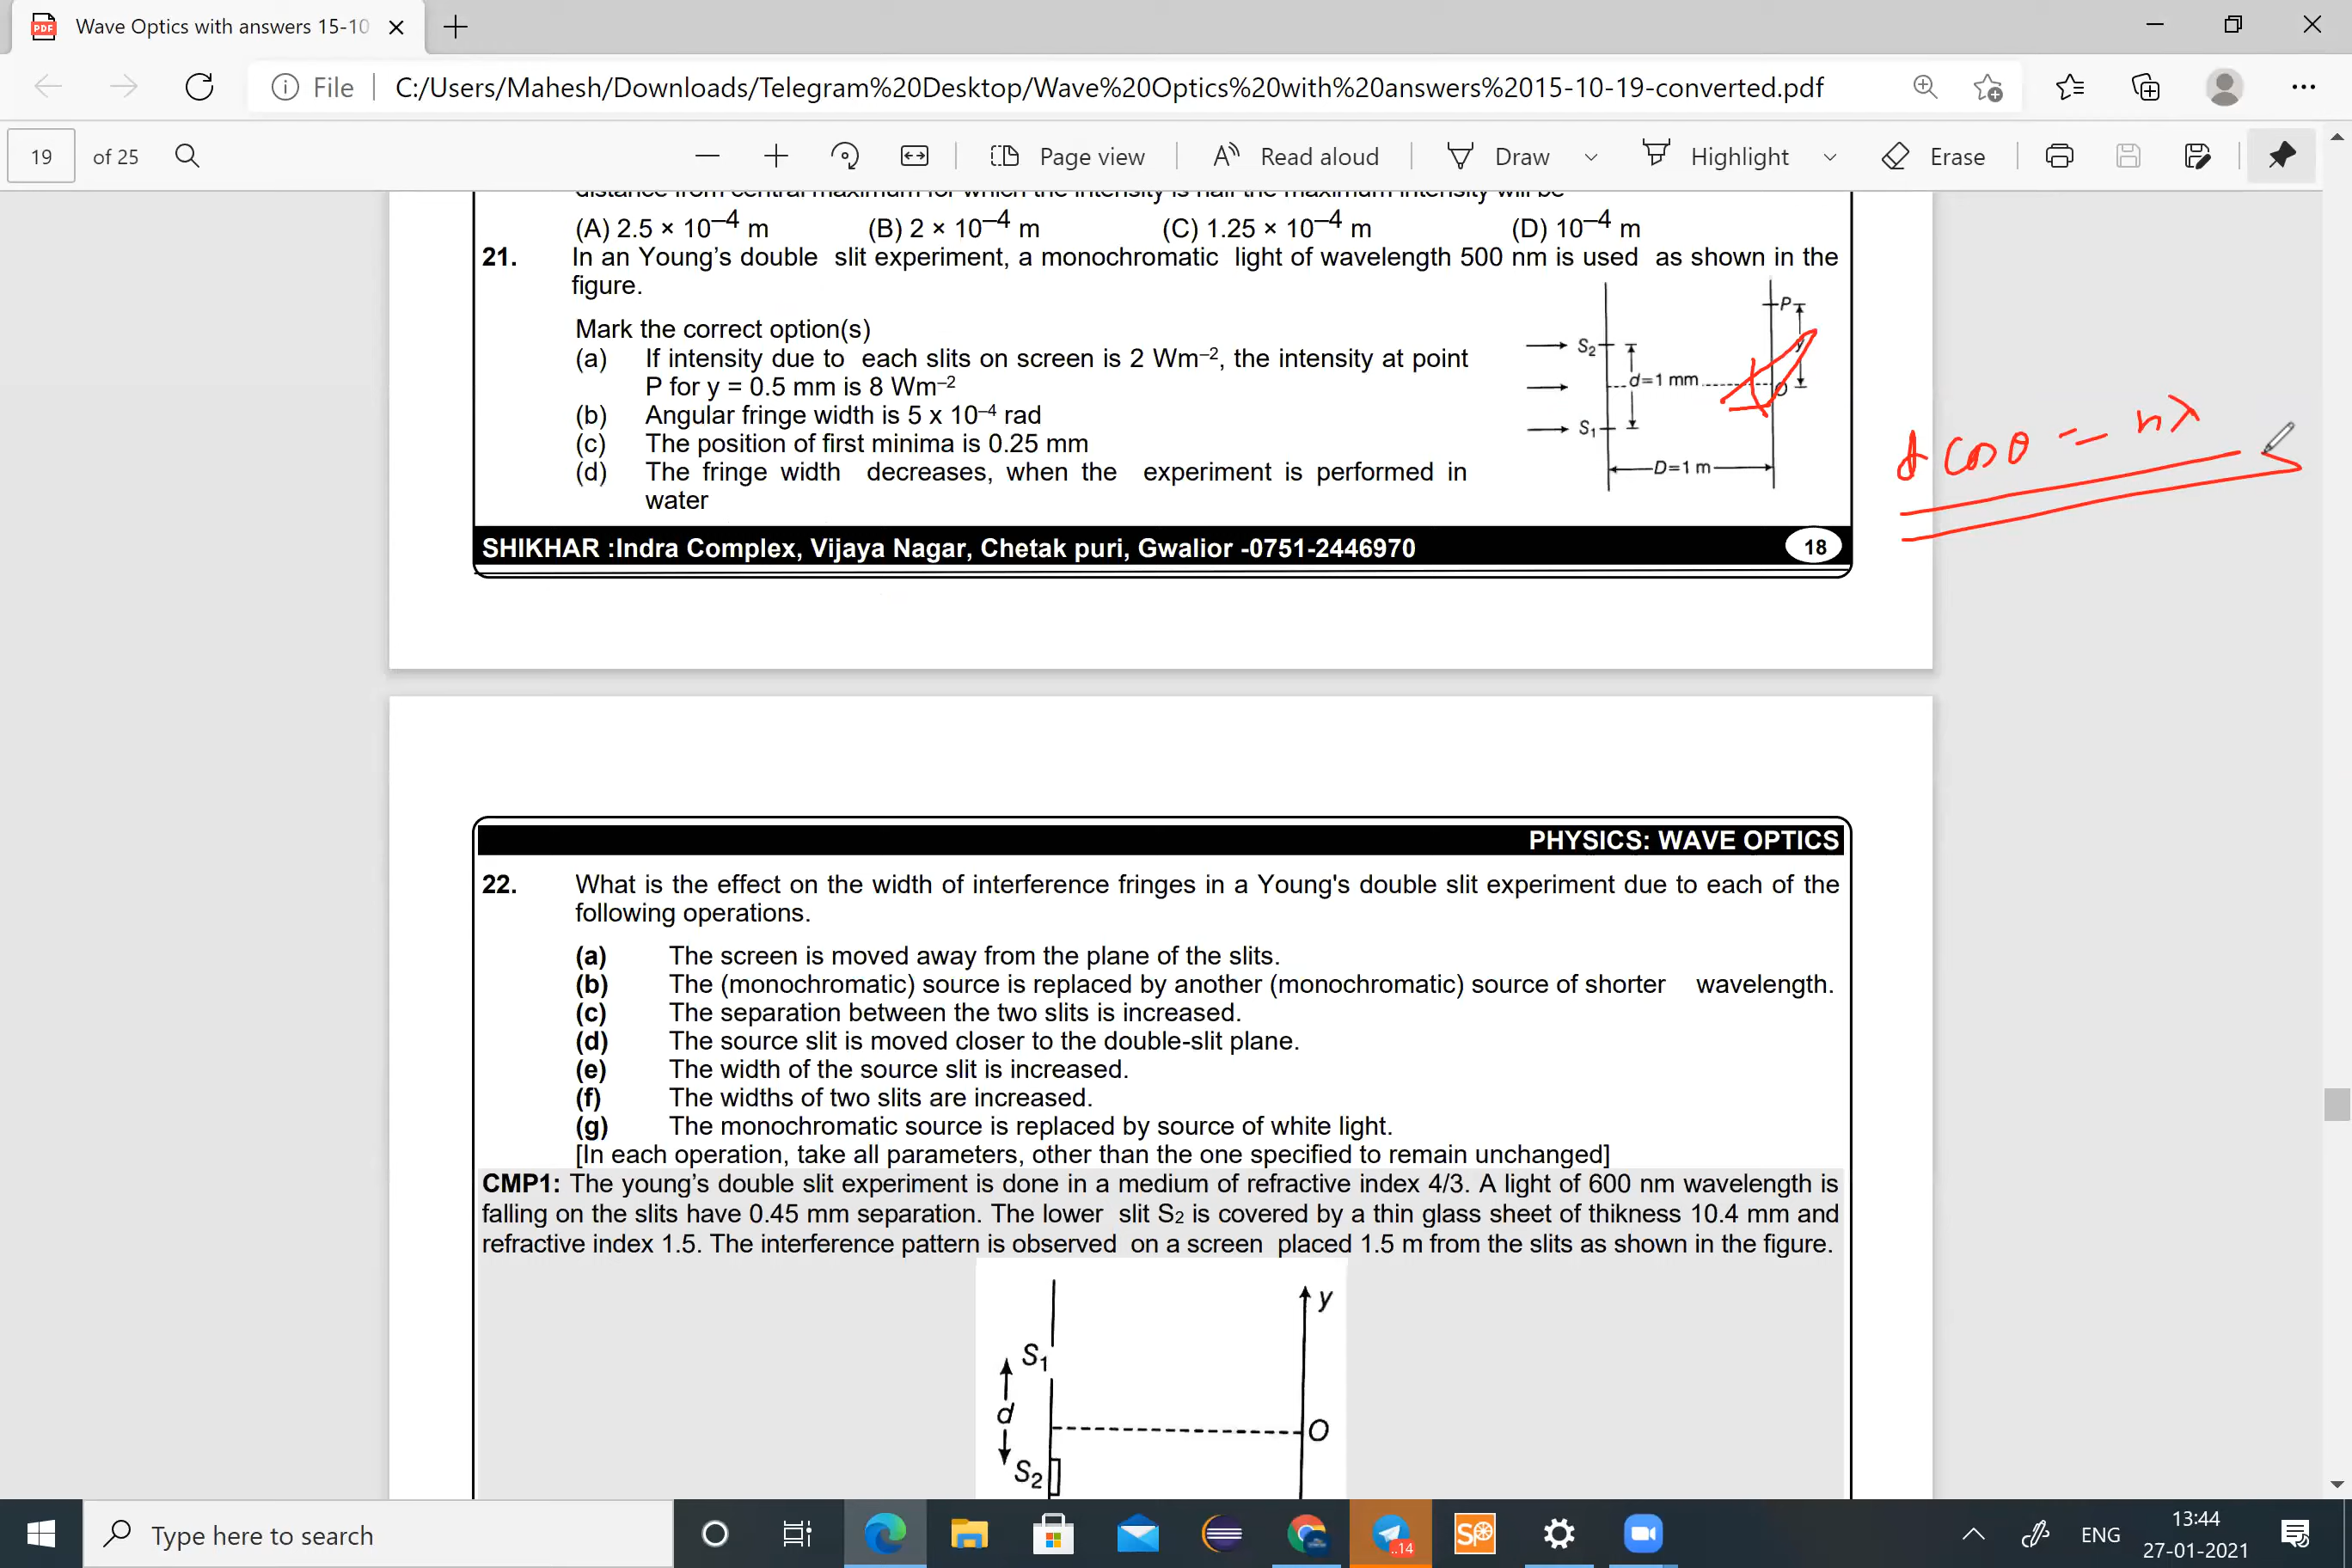 Wave Optics with answers 15-10
File
C:/Users/Mahesh/Downloads/Telegram%20Desktop/Wave%20Optics%20with%20answers%2015-10-19-converted.pdf
19 of 25
Page view
Read aloud
Draw
Highlight
Erase
distance from central maximum for which the intensity is half the maximum intensity will be
(A) 2.5 × 10–4 m (B) 2 × 10–4 m (C) 1.25 × 10–4 m (D) 10–4 m
21. In an Young's double slit experiment, a monochromatic light of wavelength 500 nm is used as shown in the
figure.
Mark the correct option(s)
(a) If intensity due to each slits on screen is 2 Wm–2, the intensity at point
P for y = 0.5 mm is 8 Wm–2
(b) Angular fringe width is 5 x 10–4 rad
(c) The position of first minima is 0.25 mm
(d) The fringe width decreases, when the experiment is performed in
water
P
y
S2
d=1 mm
O
S1
D=1 m
d cos θ = nλ
SHIKHAR :Indra Complex, Vijaya Nagar, Chetak puri, Gwalior -0751-2446970
18
PHYSICS: WAVE OPTICS
22. What is the effect on the width of interference fringes in a Young's double slit experiment due to each of the
following operations.
(a) The screen is moved away from the plane of the slits.
(b) The (monochromatic) source is replaced by another (monochromatic) source of shorter wavelength.
(c) The separation between the two slits is increased.
(d) The source slit is moved closer to the double-slit plane.
(e) The width of the source slit is increased.
(f) The widths of two slits are increased.
(g) The monochromatic source is replaced by source of white light.
[In each operation, take all parameters, other than the one specified to remain unchanged]
CMP1: The young's double slit experiment is done in a medium of refractive index 4/3. A light of 600 nm wavelength is
falling on the slits have 0.45 mm separation. The lower slit S2 is covered by a thin glass sheet of thikness 10.4 mm and
refractive index 1.5. The interference pattern is observed on a screen placed 1.5 m from the slits as shown in the figure.
y
S1
d
O
S2
Type here to search
..14
ENG
13:44
27-01-2021